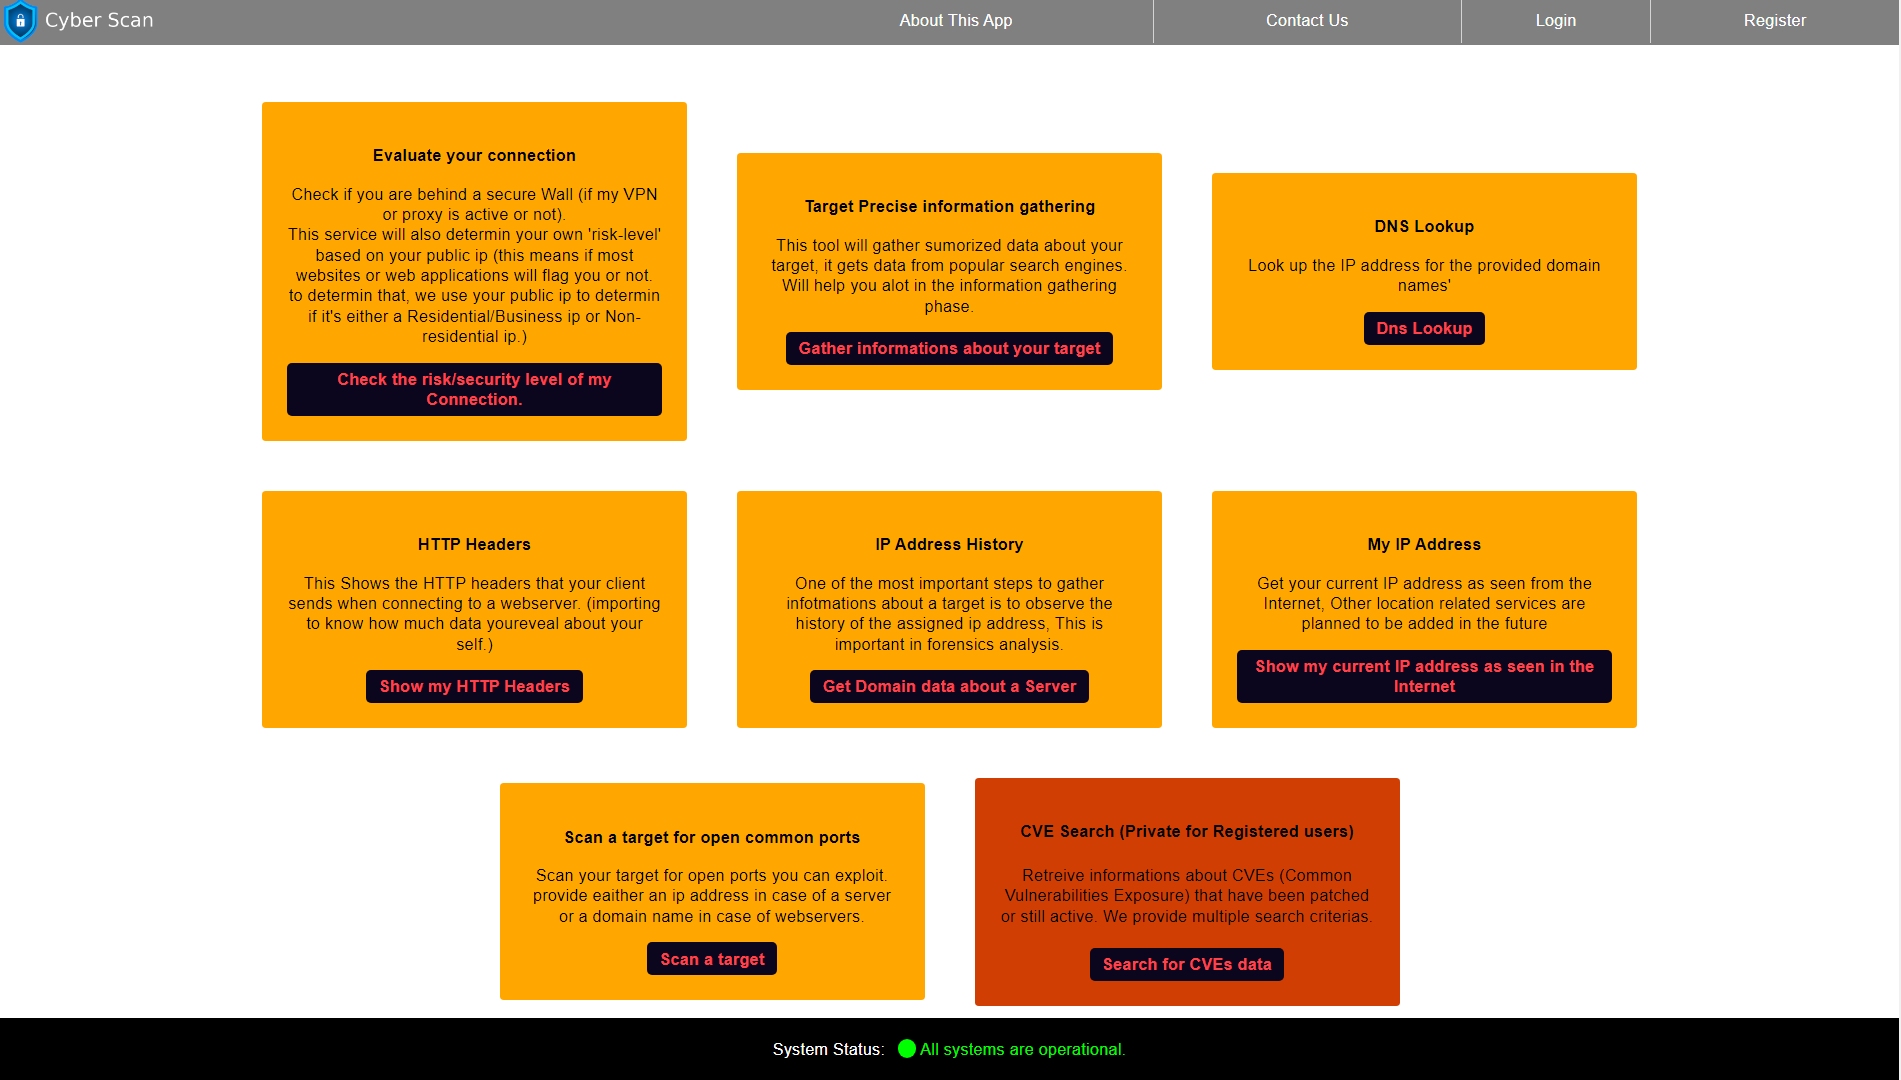 Cyber Scan
About This App
Contact Us
Login
Register
Evaluate your connection
Check if you are behind a secure Wall (if my VPN
or proxy is active or not).
This service will also determin your own 'risk-level'
based on your public ip (this means if most
websites or web applications will flag you or not.
to determin that, we use your public ip to determin
if it's either a Residential/Business ip or Non-
residential ip.)
Check the risk/security level of my
Connection.
Target Precise information gathering
This tool will gather sumorized data about your
target, it gets data from popular search engines.
Will help you alot in the information gathering
phase.
Gather informations about your target
DNS Lookup
Look up the IP address for the provided domain
names'
Dns Lookup
HTTP Headers
This Shows the HTTP headers that your client
sends when connecting to a webserver. (importing
to know how much data youreveal about your
self.)
Show my HTTP Headers
IP Address History
One of the most important steps to gather
infotmations about a target is to observe the
history of the assigned ip address, This is
important in forensics analysis.
Get Domain data about a Server
My IP Address
Get your current IP address as seen from the
Internet, Other location related services are
planned to be added in the future
Show my current IP address as seen in the
Internet
Scan a target for open common ports
Scan your target for open ports you can exploit.
provide eaither an ip address in case of a server
or a domain name in case of webservers.
Scan a target
CVE Search (Private for Registered users)
Retreive informations about CVEs (Common
Vulnerabilities Exposure) that have been patched
or still active. We provide multiple search criterias.
Search for CVEs data
System Status: All systems are operational.